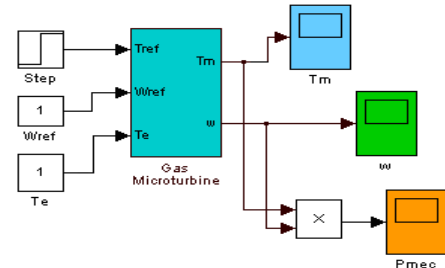 Step
1
Wref
1
Te
Tref
Wref
Te
Tm
w
Gas
Microturbine
Tm
w
×
Pmec